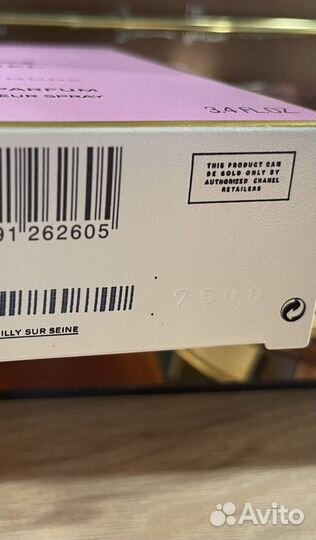 PARFUM
EUR SPRAY
3.4 FL.OZ.
THIS PRODUCT CAN
BE SOLD ONLY BY
AUTHORIZED CHANEL
RETAILERS
91 262605
7508
ILLY SUR SEINE
Avito